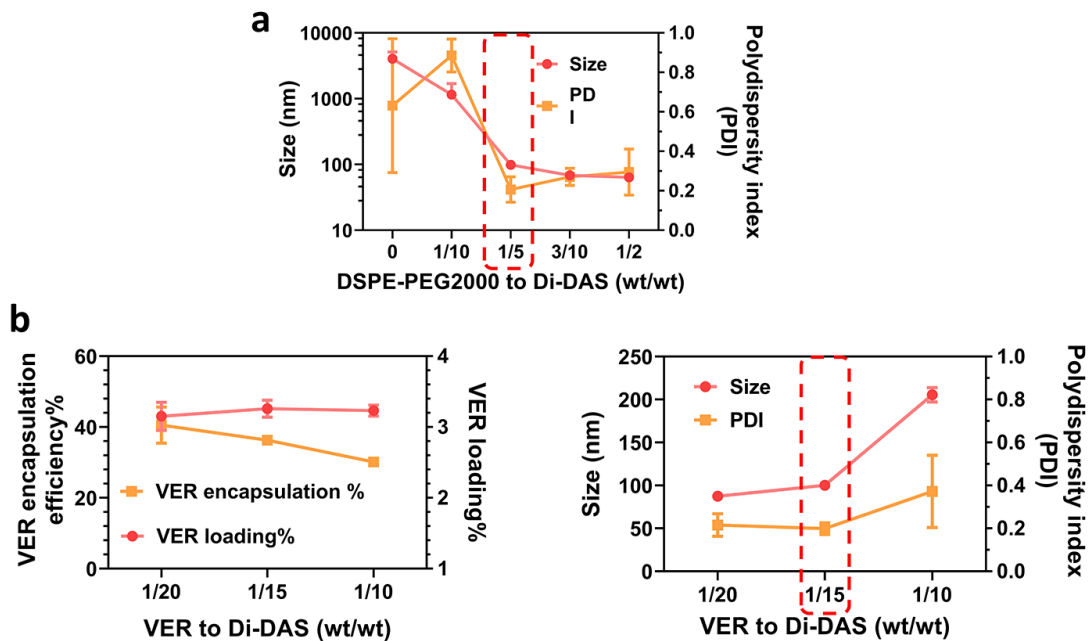 a
10000
1000
100
10
Size (nm)
1.0
0.8
0.6
0.4
0.2
0.0
Polydispersity index
(PDI)
Size
PD
I
0 1/10 1/5 3/10 1/2
DSPE-PEG2000 to Di-DAS (wt/wt)
b
60
40
20
0
VER encapsulation
efficiency%
4
3
2
1
VER loading%
VER encapsulation %
VER loading%
1/20 1/15 1/10
VER to Di-DAS (wt/wt)
250
200
150
100
50
0
Size (nm)
1.0
0.8
0.6
0.4
0.2
0.0
Polydispersity index
(PDI)
Size
PDI
1/20 1/15 1/10
VER to Di-DAS (wt/wt)